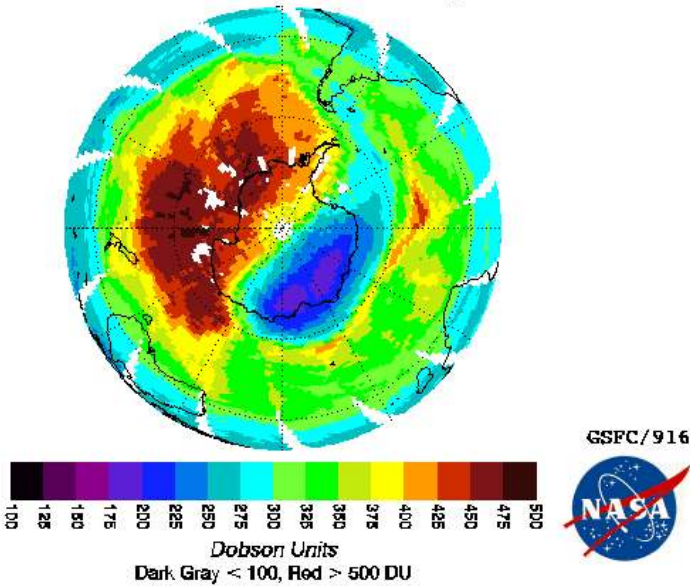 GSFC/916
NASA
100 125 150 175 200 225 250 275 300 325 350 375 400 425 450 475 500
Dobson Units
Dark Gray < 100, Red > 500 DU